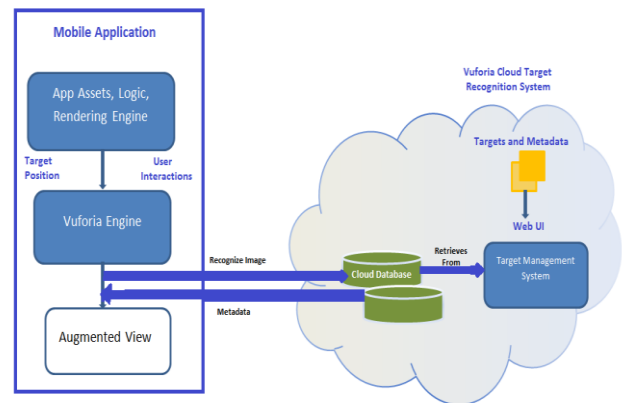 Mobile Application
App Assets, Logic,
Rendering Engine
Target
Position
User
Interactions
Vuforia Engine
Augmented View
Recognize Image
Metadata
Vuforia Cloud Target
Recognition System
Targets and Metadata
Web UI
Cloud Database
Retrieves
From
Target Management
System